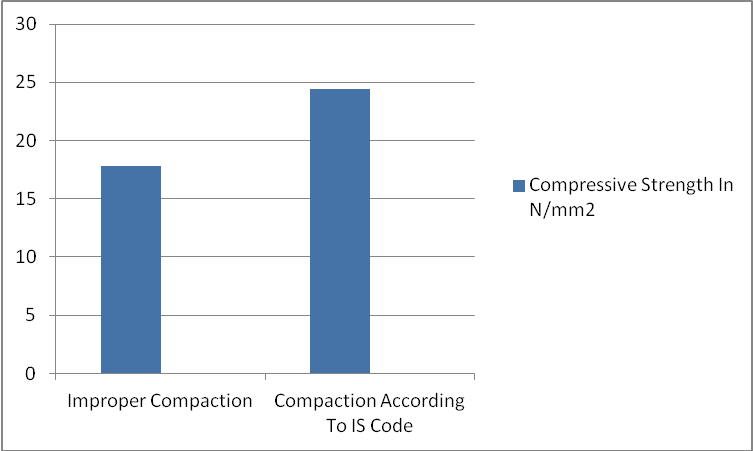 30
25
20
15
10
5
0
Improper Compaction
Compaction According
To IS Code
Compressive Strength In
N/mm2